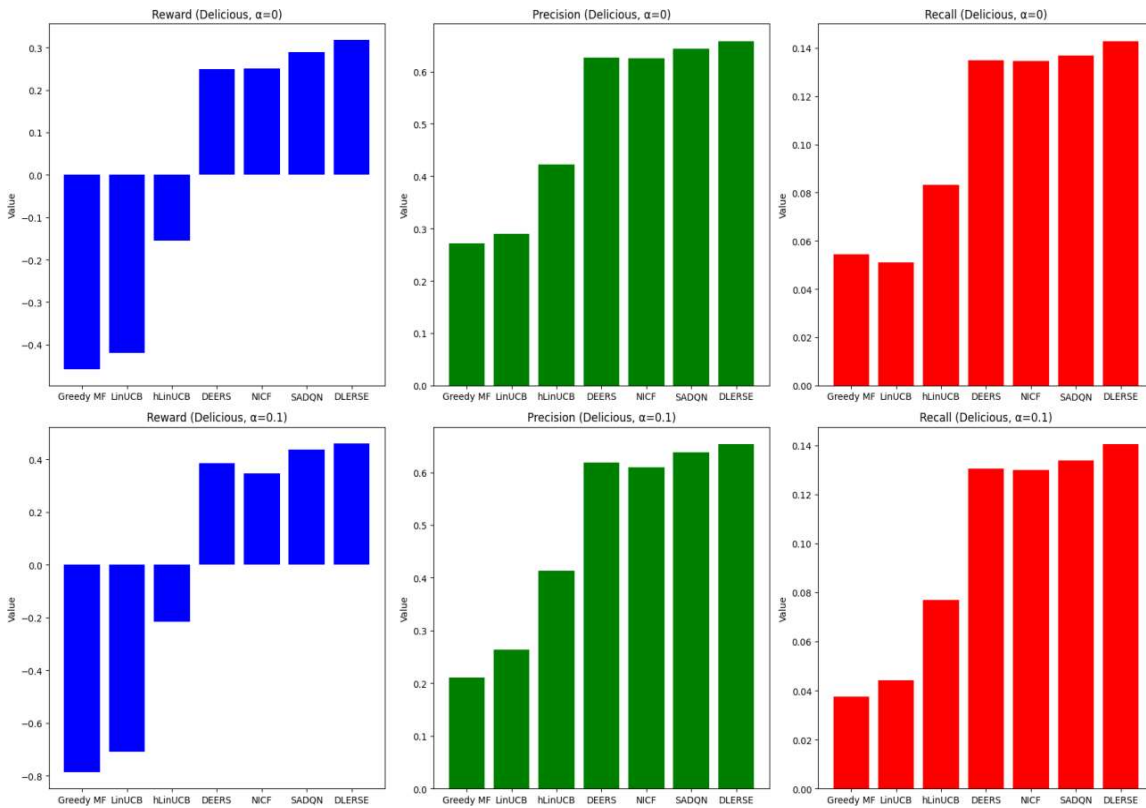 Reward (Delicious, α=0)
Value
0.3
0.2
0.1
0.0
−0.1
−0.2
−0.3
−0.4
Greedy MF LinUCB hLinUCB DEERS NICF SADQN DLERSE
Precision (Delicious, α=0)
Value
0.6
0.5
0.4
0.3
0.2
0.1
0.0
Greedy MF LinUCB hLinUCB DEERS NICF SADQN DLERSE
Recall (Delicious, α=0)
Value
0.14
0.12
0.10
0.08
0.06
0.04
0.02
0.00
Greedy MF LinUCB hLinUCB DEERS NICF SADQN DLERSE
Reward (Delicious, α=0.1)
Value
0.4
0.2
0.0
−0.2
−0.4
−0.6
−0.8
Greedy MF LinUCB hLinUCB DEERS NICF SADQN DLERSE
Precision (Delicious, α=0.1)
Value
0.6
0.5
0.4
0.3
0.2
0.1
0.0
Greedy MF LinUCB hLinUCB DEERS NICF SADQN DLERSE
Recall (Delicious, α=0.1)
Value
0.14
0.12
0.10
0.08
0.06
0.04
0.02
0.00
Greedy MF LinUCB hLinUCB DEERS NICF SADQN DLERSE